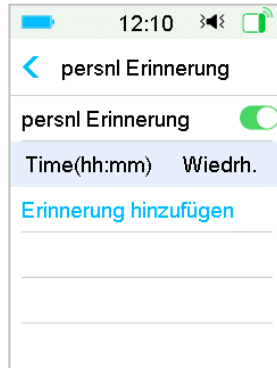 12:10
persnl Erinnerung
persnl Erinnerung
Time(hh:mm) Wiedrh.
Erinnerung hinzufügen